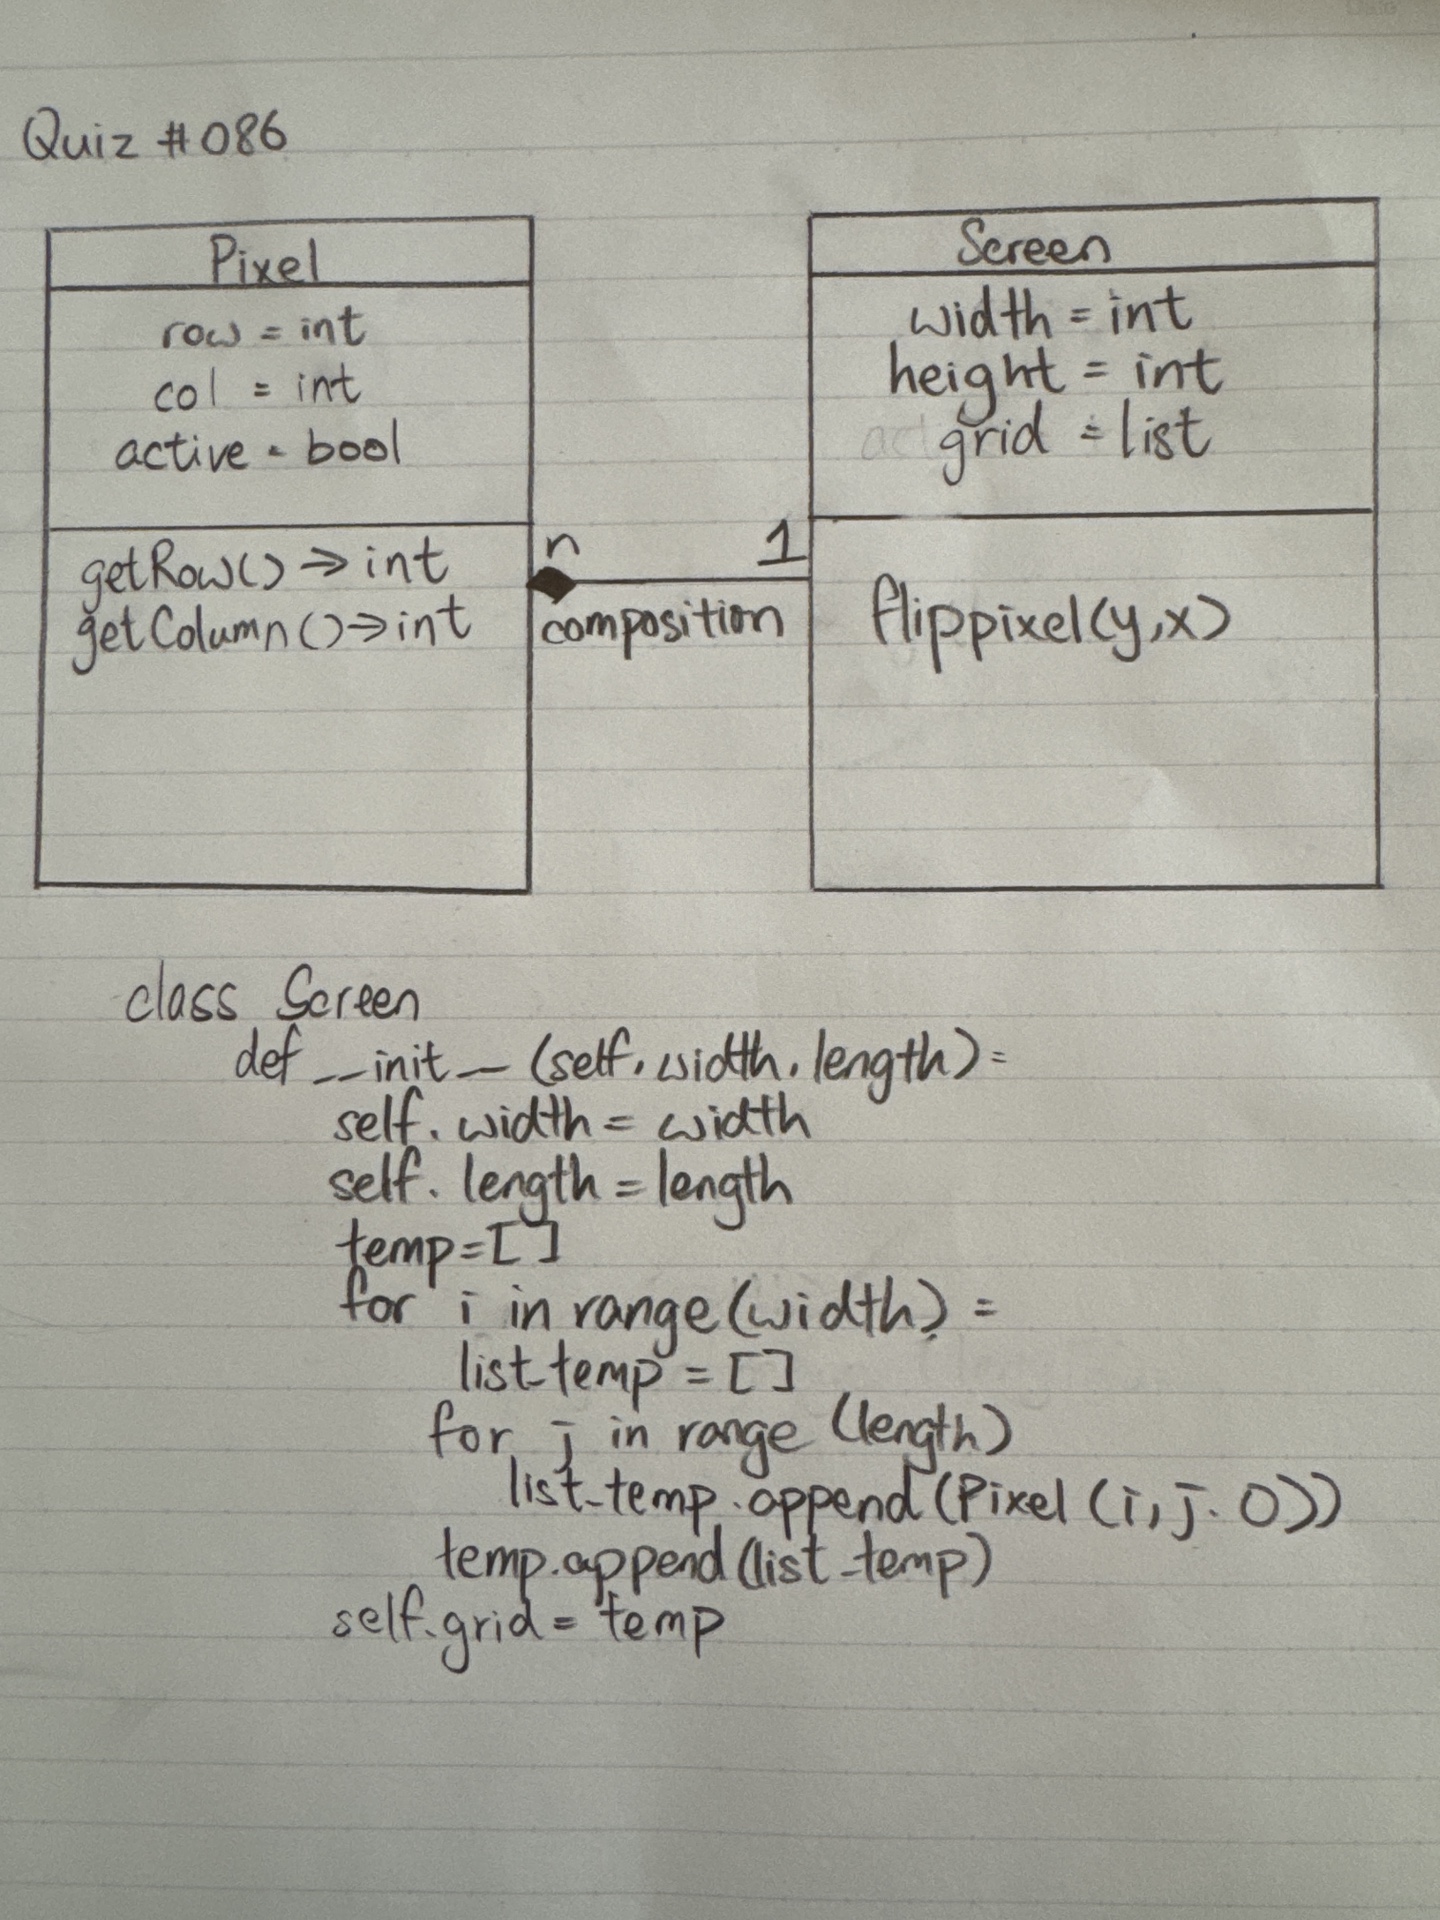 Quiz #086
Pixel
row = int
col = int
active = bool
getRow() → int
getColumn() → int
n
1
composition
Screen
width = int
height = int
grid = list
flippixel(y,x)
class Screen
def __init__ (self, width, length):
self. width = width
self. length = length
temp = []
for i in range (width) :
list_temp = []
for j in range (length)
list_temp.append(Pixel (i, j. 0))
temp.append(list_temp)
self.grid = temp